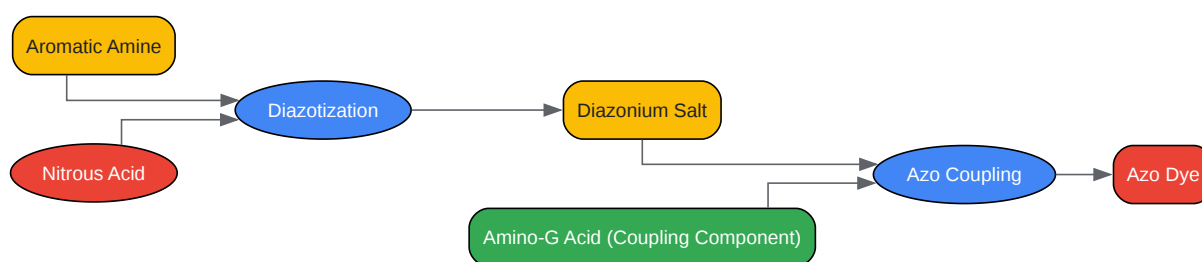 Aromatic Amine
Nitrous Acid
Diazotization
Diazonium Salt
Amino-G Acid (Coupling Component)
Azo Coupling
Azo Dye